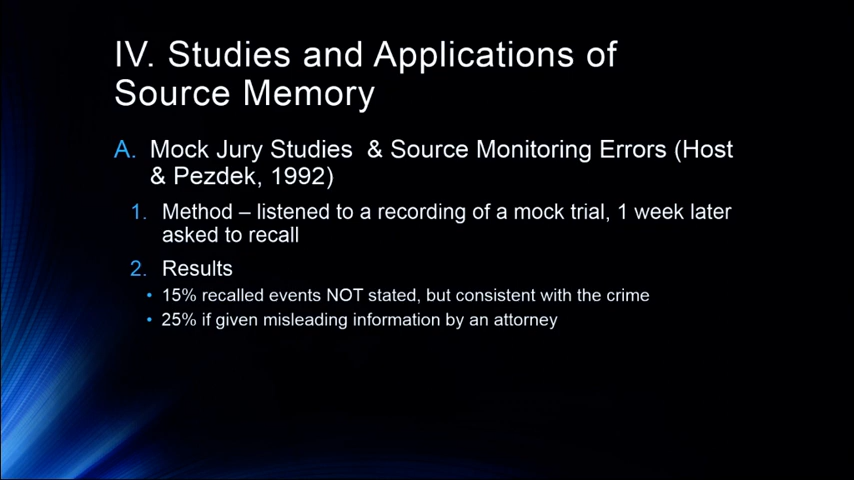 IV. Studies and Applications of
Source Memory
A. Mock Jury Studies & Source Monitoring Errors (Host
& Pezdek, 1992)
1. Method – listened to a recording of a mock trial, 1 week later
asked to recall
2. Results
• 15% recalled events NOT stated, but consistent with the crime
• 25% if given misleading information by an attorney